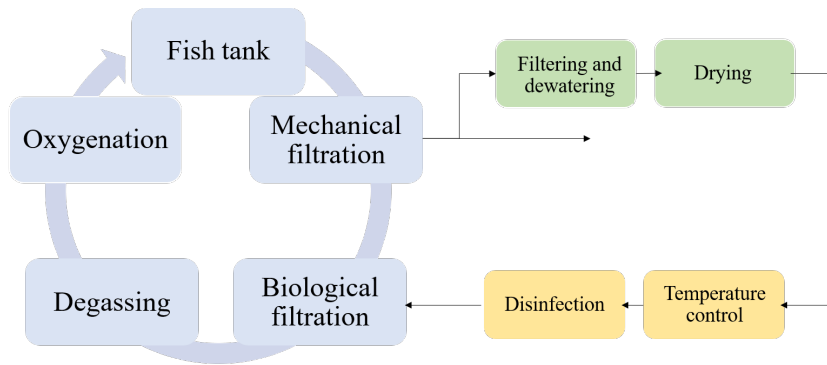 Fish tank
Filtering and
dewatering
Drying
Mechanical
filtration
Oxygenation
Degassing
Biological
filtration
Disinfection
Temperature
control